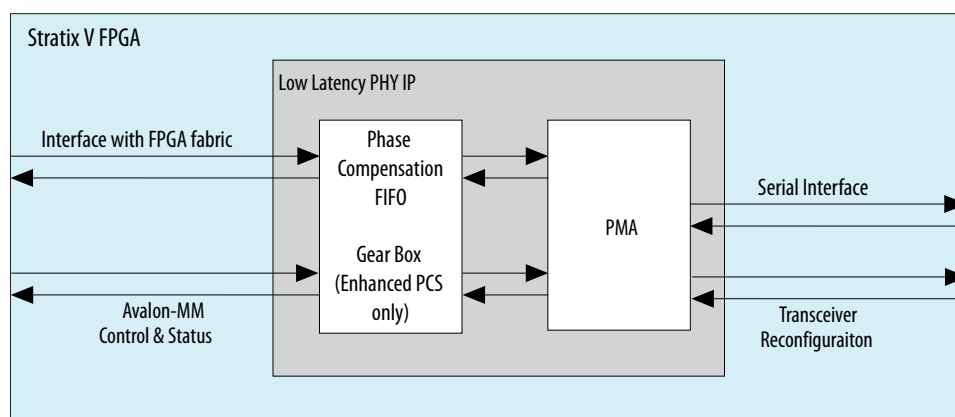 Stratix V FPGA
Low Latency PHY IP
Interface with FPGA fabric
Phase
Compensation
FIFO
Gear Box
(Enhanced PCS
only)
PMA
Serial Interface
Avalon-MM
Control & Status
Transceiver
Reconfiguraiton